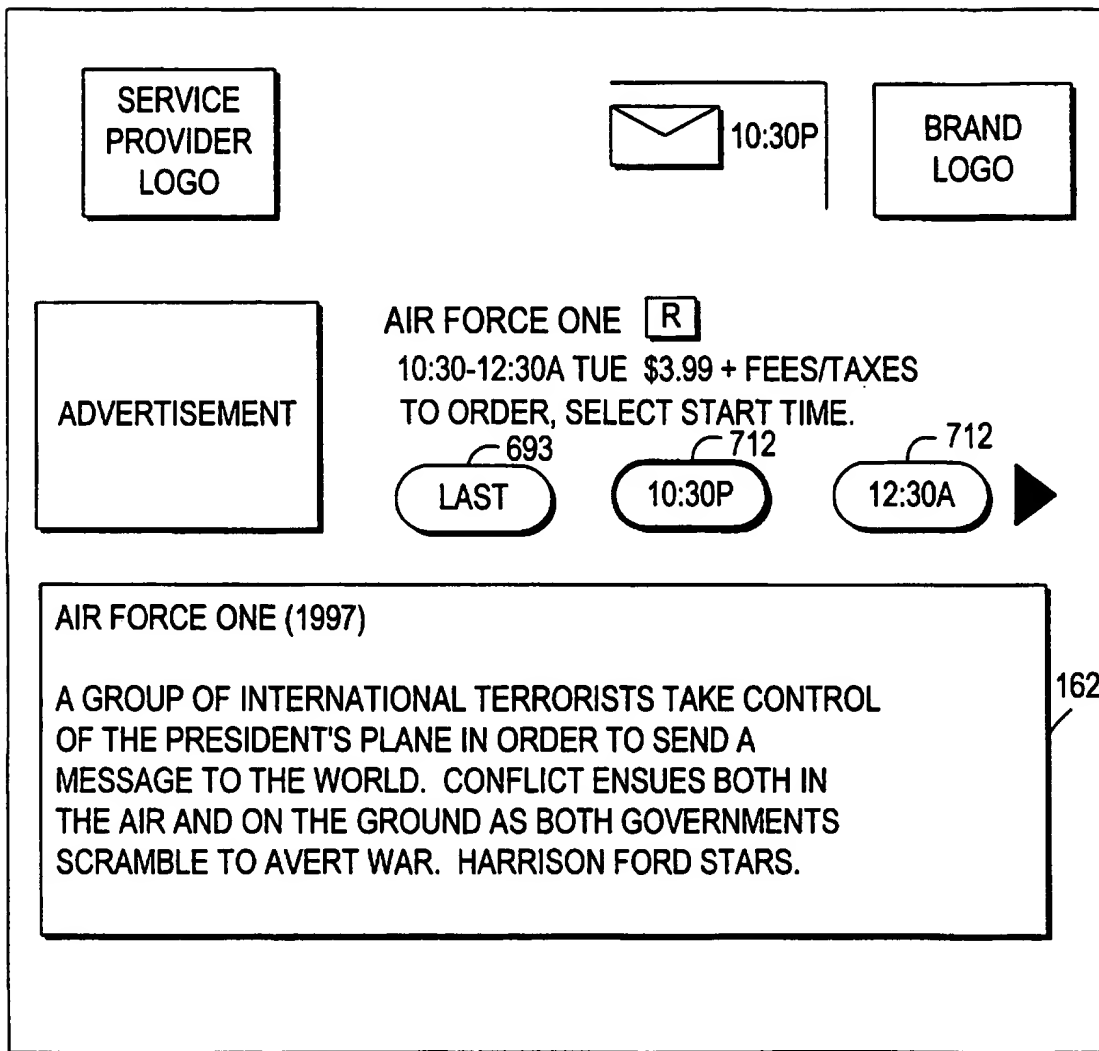 SERVICE
PROVIDER
LOGO
10:30P
BRAND
LOGO
ADVERTISEMENT
AIR FORCE ONE R
10:30-12:30A TUE $3.99 + FEES/TAXES
TO ORDER, SELECT START TIME.
693 712 712
LAST 10:30P 12:30A
AIR FORCE ONE (1997)
A GROUP OF INTERNATIONAL TERRORISTS TAKE CONTROL
OF THE PRESIDENT'S PLANE IN ORDER TO SEND A
MESSAGE TO THE WORLD. CONFLICT ENSUES BOTH IN
THE AIR AND ON THE GROUND AS BOTH GOVERNMENTS
SCRAMBLE TO AVERT WAR. HARRISON FORD STARS.
162